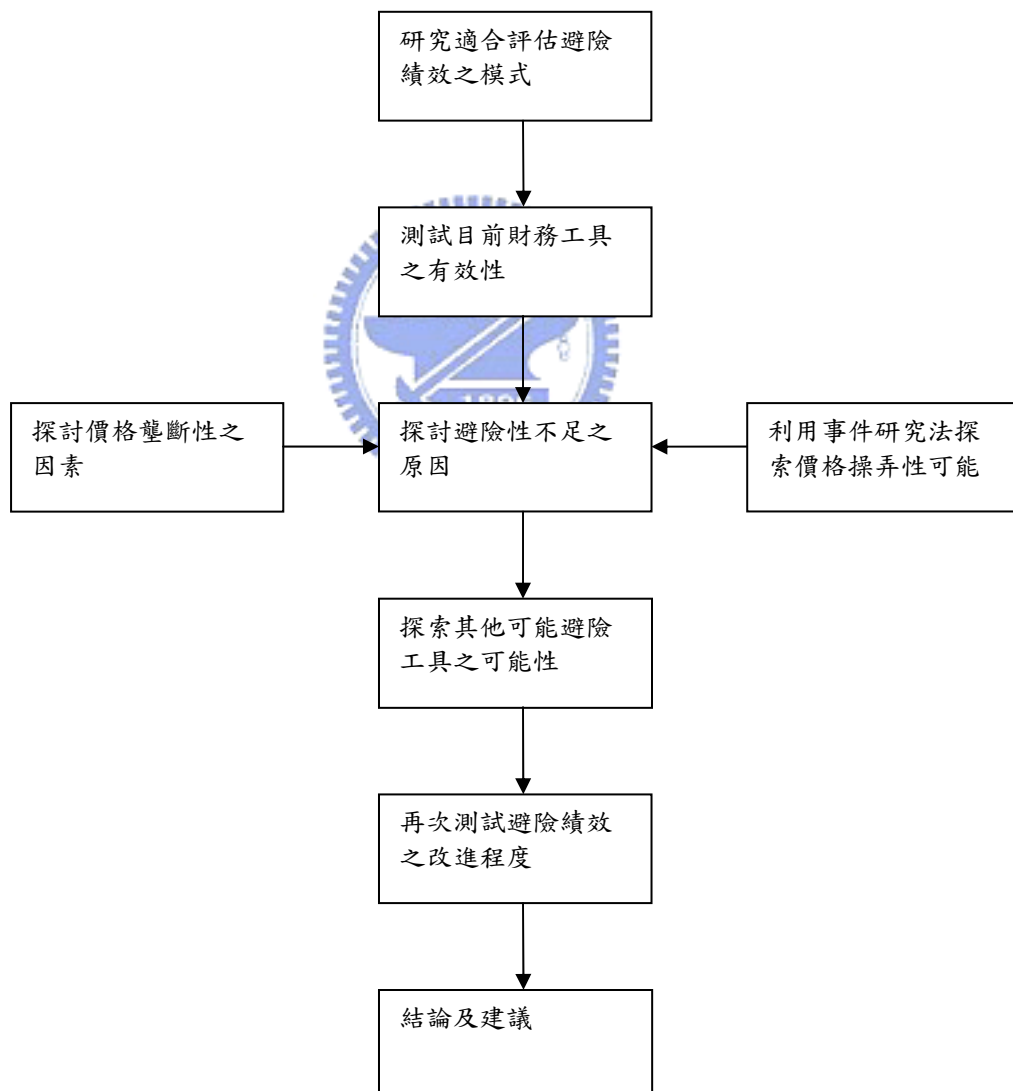 研究適合評估避險
績效之模式
測試目前財務工具
之有效性
探討價格壟斷性之
因素
探討避險性不足之
原因
利用事件研究法探
索價格操弄性可能
探索其他可能避險
工具之可能性
再次測試避險績效
之改進程度
結論及建議